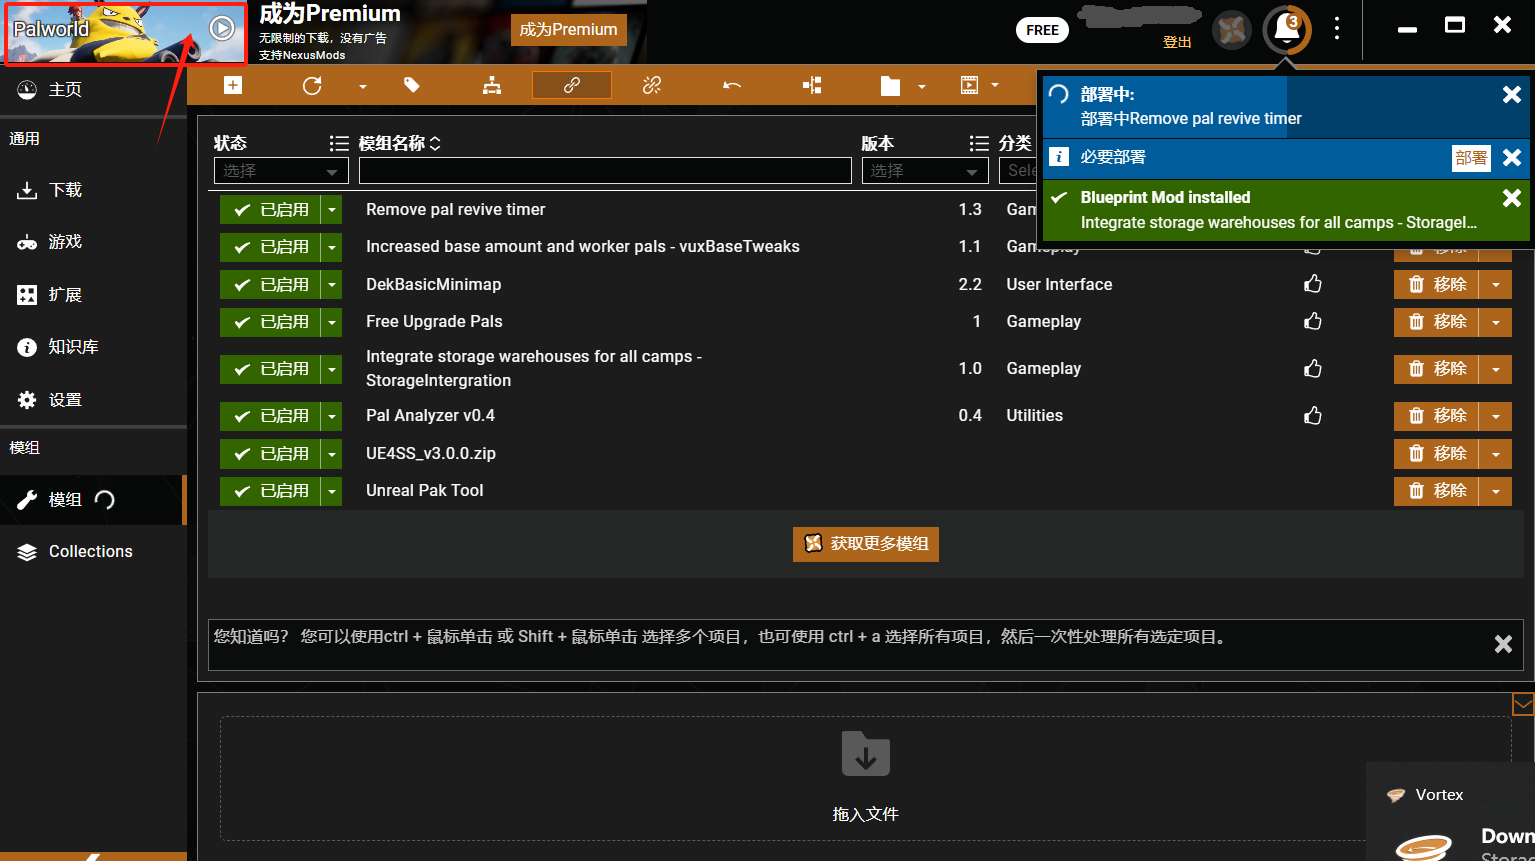 Palworld
成为Premium
无限制的下载，没有广告
支持NexusMods
成为Premium
FREE
登出
3
主页
通用
下载
游戏
扩展
知识库
设置
模组
模组
Collections
部署中:
部署中Remove pal revive timer
必要部署
部署
Blueprint Mod installed
Integrate storage warehouses for all camps - StorageI...
状态
模组名称
版本
分类
选择
选择
Sele
已启用 Remove pal revive timer 1.3 Gam
已启用 Increased base amount and worker pals - vuxBaseTweaks 1.1 Gameplay 移除
已启用 DekBasicMinimap 2.2 User Interface 移除
已启用 Free Upgrade Pals 1 Gameplay 移除
已启用 Integrate storage warehouses for all camps -
StorageIntergration 1.0 Gameplay 移除
已启用 Pal Analyzer v0.4 0.4 Utilities 移除
已启用 UE4SS_v3.0.0.zip 移除
已启用 Unreal Pak Tool 移除
获取更多模组
您知道吗？ 您可以使用ctrl + 鼠标单击 或 Shift + 鼠标单击 选择多个项目，也可使用 ctrl + a 选择所有项目，然后一次性处理所有选定项目。
拖入文件
Vortex
Down
Storag